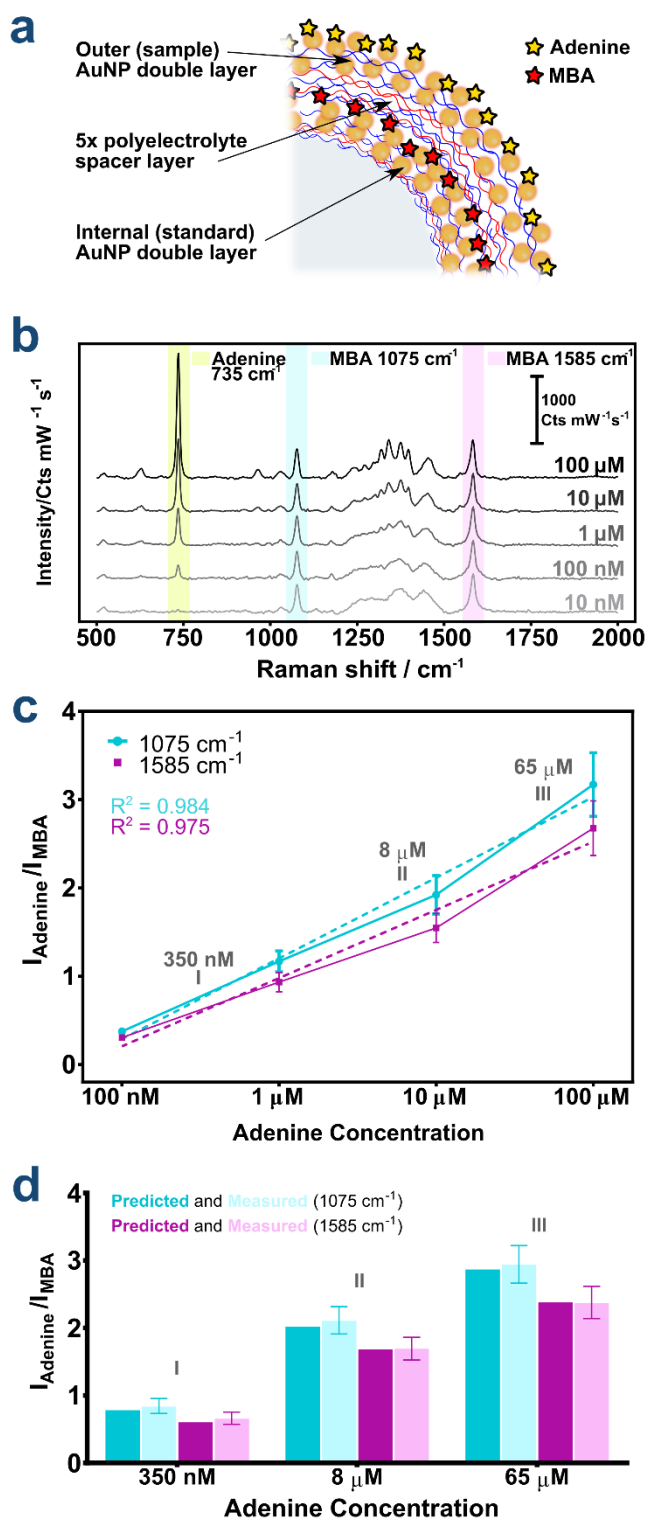 a
Outer (sample)
AuNP double layer
5x polyelectrolyte
spacer layer
Internal (standard)
AuNP double layer
Adenine
MBA
b
Adenine
735 cm⁻¹
MBA 1075 cm⁻¹
MBA 1585 cm⁻¹
1000
Cts mW⁻¹s⁻¹
Intensity/Cts mW⁻¹ s⁻¹
100 µM
10 µM
1 µM
100 nM
10 nM
500 750 1000 1250 1500 1750 2000
Raman shift / cm⁻¹
c
1075 cm⁻¹
1585 cm⁻¹
R² = 0.984
R² = 0.975
350 nM
I
8 µM
II
65 µM
III
I_Adenine/I_MBA
4
3
2
1
0
100 nM 1 µM 10 µM 100 µM
Adenine Concentration
d
Predicted and Measured (1075 cm⁻¹)
Predicted and Measured (1585 cm⁻¹)
I
II
III
I_Adenine/I_MBA
4
3
2
1
0
350 nM 8 µM 65 µM
Adenine Concentration